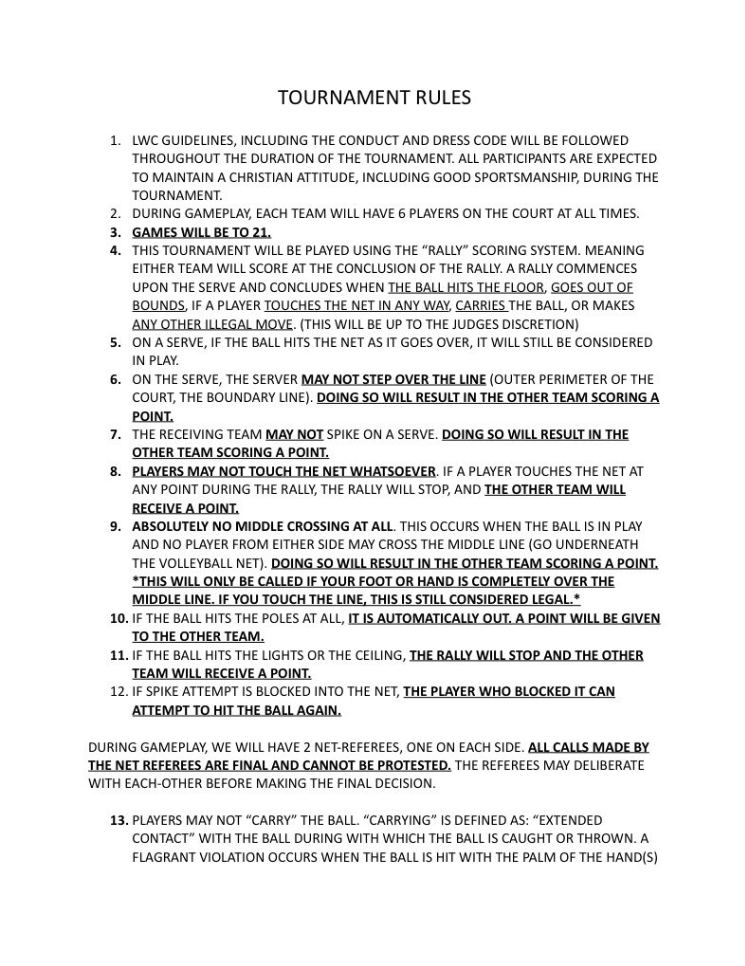 TOURNAMENT RULES
1. LWC GUIDELINES, INCLUDING THE CONDUCT AND DRESS CODE WILL BE FOLLOWED
THROUGHOUT THE DURATION OF THE TOURNAMENT. ALL PARTICIPANTS ARE EXPECTED
TO MAINTAIN A CHRISTIAN ATTITUDE, INCLUDING GOOD SPORTSMANSHIP, DURING THE
TOURNAMENT.
2. DURING GAMEPLAY, EACH TEAM WILL HAVE 6 PLAYERS ON THE COURT AT ALL TIMES.
3. GAMES WILL BE TO 21.
4. THIS TOURNAMENT WILL BE PLAYED USING THE “RALLY” SCORING SYSTEM. MEANING
EITHER TEAM WILL SCORE AT THE CONCLUSION OF THE RALLY. A RALLY COMMENCES
UPON THE SERVE AND CONCLUDES WHEN THE BALL HITS THE FLOOR, GOES OUT OF
BOUNDS, IF A PLAYER TOUCHES THE NET IN ANY WAY, CARRIES THE BALL, OR MAKES
ANY OTHER ILLEGAL MOVE. (THIS WILL BE UP TO THE JUDGES DISCRETION)
5. ON A SERVE, IF THE BALL HITS THE NET AS IT GOES OVER, IT WILL STILL BE CONSIDERED
IN PLAY.
6. ON THE SERVE, THE SERVER MAY NOT STEP OVER THE LINE (OUTER PERIMETER OF THE
COURT, THE BOUNDARY LINE). DOING SO WILL RESULT IN THE OTHER TEAM SCORING A
POINT.
7. THE RECEIVING TEAM MAY NOT SPIKE ON A SERVE. DOING SO WILL RESULT IN THE
OTHER TEAM SCORING A POINT.
8. PLAYERS MAY NOT TOUCH THE NET WHATSOEVER. IF A PLAYER TOUCHES THE NET AT
ANY POINT DURING THE RALLY, THE RALLY WILL STOP, AND THE OTHER TEAM WILL
RECEIVE A POINT.
9. ABSOLUTELY NO MIDDLE CROSSING AT ALL. THIS OCCURS WHEN THE BALL IS IN PLAY
AND NO PLAYER FROM EITHER SIDE MAY CROSS THE MIDDLE LINE (GO UNDERNEATH
THE VOLLEYBALL NET). DOING SO WILL RESULT IN THE OTHER TEAM SCORING A POINT.
*THIS WILL ONLY BE CALLED IF YOUR FOOT OR HAND IS COMPLETELY OVER THE
MIDDLE LINE. IF YOU TOUCH THE LINE, THIS IS STILL CONSIDERED LEGAL.*
10. IF THE BALL HITS THE POLES AT ALL, IT IS AUTOMATICALLY OUT. A POINT WILL BE GIVEN
TO THE OTHER TEAM.
11. IF THE BALL HITS THE LIGHTS OR THE CEILING, THE RALLY WILL STOP AND THE OTHER
TEAM WILL RECEIVE A POINT.
12. IF SPIKE ATTEMPT IS BLOCKED INTO THE NET, THE PLAYER WHO BLOCKED IT CAN
ATTEMPT TO HIT THE BALL AGAIN.
DURING GAMEPLAY, WE WILL HAVE 2 NET-REFEREES, ONE ON EACH SIDE. ALL CALLS MADE BY
THE NET REFEREES ARE FINAL AND CANNOT BE PROTESTED. THE REFEREES MAY DELIBERATE
WITH EACH-OTHER BEFORE MAKING THE FINAL DECISION.
13. PLAYERS MAY NOT “CARRY” THE BALL. “CARRYING” IS DEFINED AS: “EXTENDED
CONTACT” WITH THE BALL DURING WITH WHICH THE BALL IS CAUGHT OR THROWN. A
FLAGRANT VIOLATION OCCURS WHEN THE BALL IS HIT WITH THE PALM OF THE HAND(S)